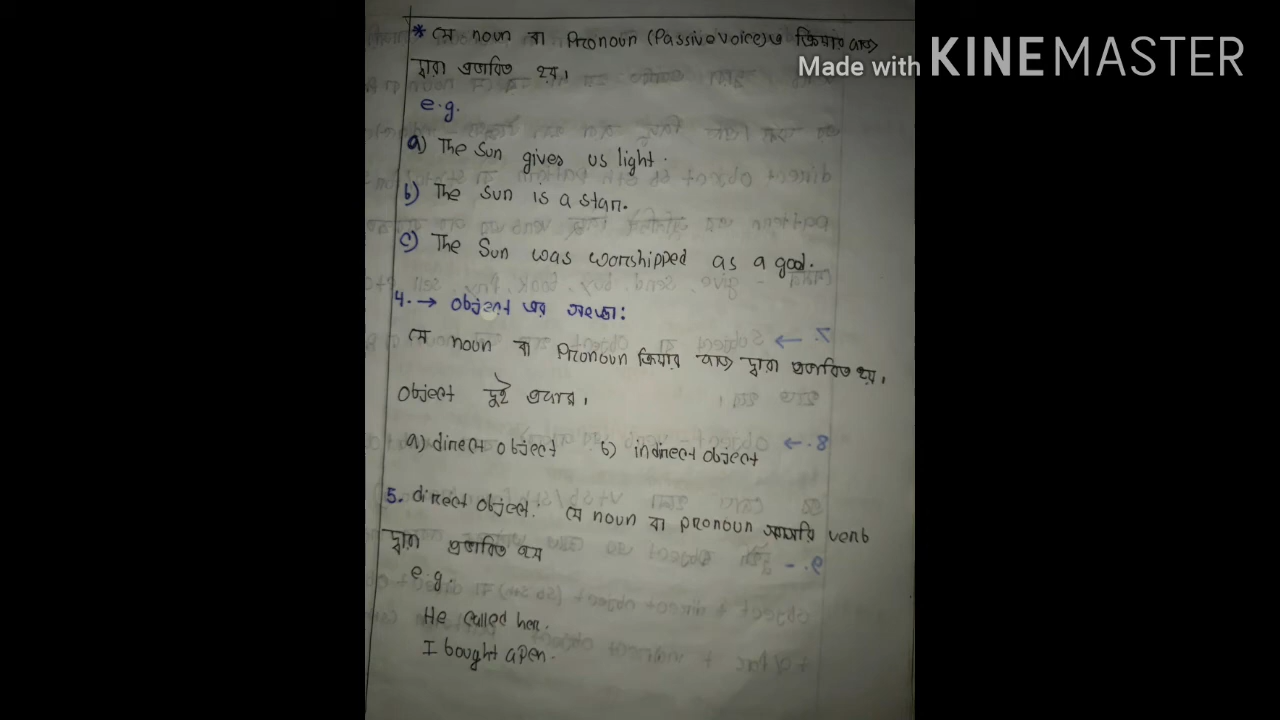 * যে noun বা Pronoun (Passive voice) এ ক্রিয়ার কাজ
দ্বারা প্রভাবিত হয়।
Made with KINEMASTER
e.g.
a) The Sun gives us light.
b) The Sun is a star.
c) The Sun was worshipped as a god.
4. → object এর সংজ্ঞা:
যে noun বা Pronoun ক্রিয়ার কাজ দ্বারা প্রভাবিত হয়।
Object দুই প্রকার।
a) direct object b) indirect object
5. direct object: যে noun বা pronoun সরাসরি verb
দ্বারা প্রভাবিত হয়
e.g.
He called her.
I bought a pen.